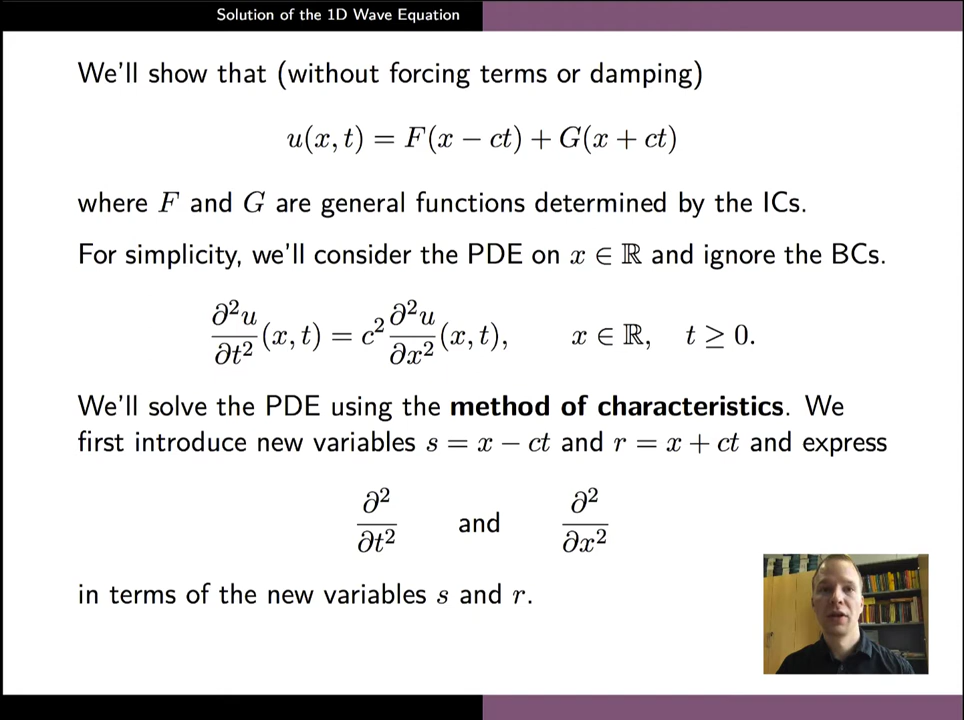 Solution of the 1D Wave Equation
We'll show that (without forcing terms or damping)
u(x, t) = F(x − ct) + G(x + ct)
where F and G are general functions determined by the ICs.
For simplicity, we'll consider the PDE on x ∈ ℝ and ignore the BCs.
∂²u/∂t² (x, t) = c² ∂²u/∂x² (x, t), x ∈ ℝ, t ≥ 0.
We'll solve the PDE using the method of characteristics. We
first introduce new variables s = x − ct and r = x + ct and express
∂²/∂t² and ∂²/∂x²
in terms of the new variables s and r.